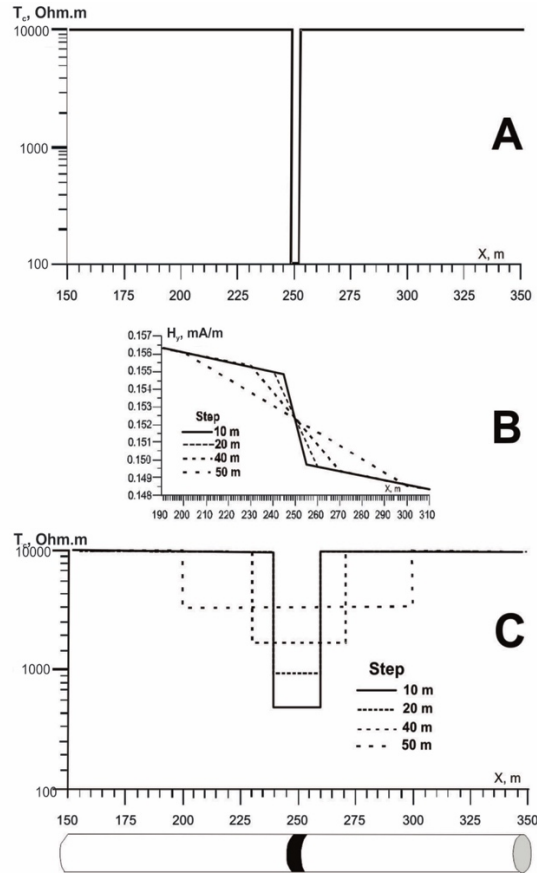 T_c, Ohm.m
10000
1000
100
A
X, m
150 175 200 225 250 275 300 325 350
H_y, mA/m
0.157
0.156
0.155
0.154
0.153
0.152
0.151
0.150
0.149
0.148
Step
10 m
20 m
40 m
50 m
B
X, m
190 200 210 220 230 240 250 260 270 280 290 300 310
T_c, Ohm.m
10000
1000
100
C
Step
10 m
20 m
40 m
50 m
X, m
150 175 200 225 250 275 300 325 350